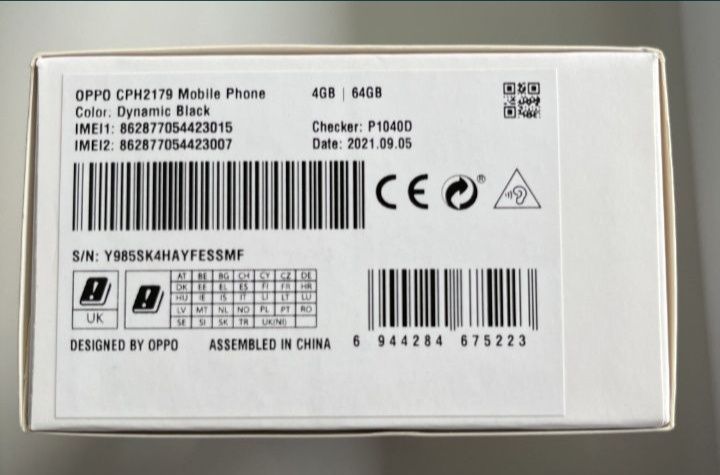 OPPO CPH2179 Mobile Phone 4GB | 64GB
Color: Dynamic Black
IMEI1: 862877054423015 Checker: P1040D
IMEI2: 862877054423007 Date: 2021.09.05
CE ®
S/N: Y985SK4HAYFESSMF
AT BE BG CH CY CZ DE
DK EE EL ES FI FR HR
HU IE IS IT LI LT LU
LV MT NL NO PL PT RO
SE SI SK TR UK(NI)
UK
DESIGNED BY OPPO ASSEMBLED IN CHINA
6 944284 675223